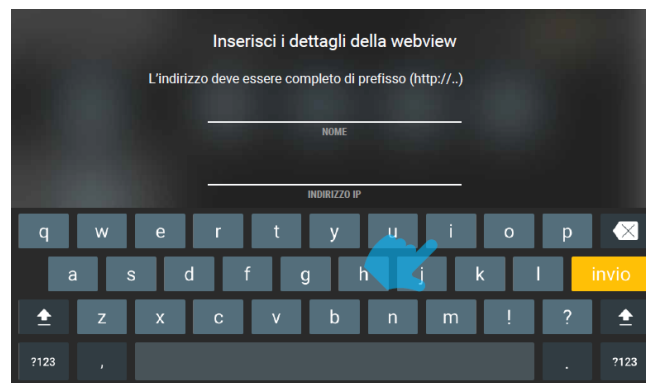 Inserisci i dettagli della webview
L'indirizzo deve essere completo di prefisso (http://..)
NOME
INDIRIZZO IP
q w e r t y u i o p
a s d f g h j k l invio
z x c v b n m ! ?
?123 , . ?123